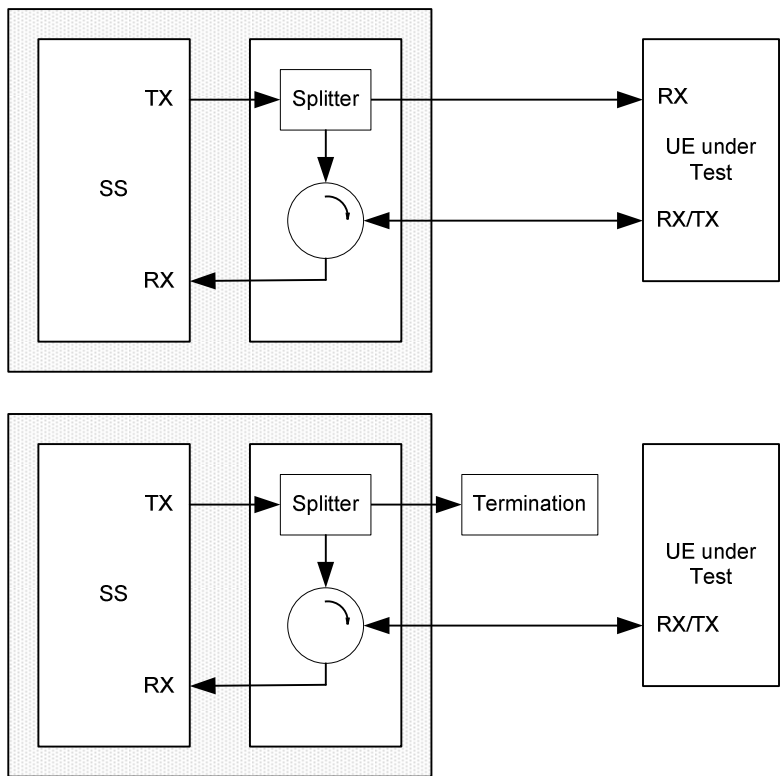 TX
Splitter
RX
UE under
Test
SS
RX/TX
RX
TX
Splitter
Termination
UE under
Test
SS
RX/TX
RX